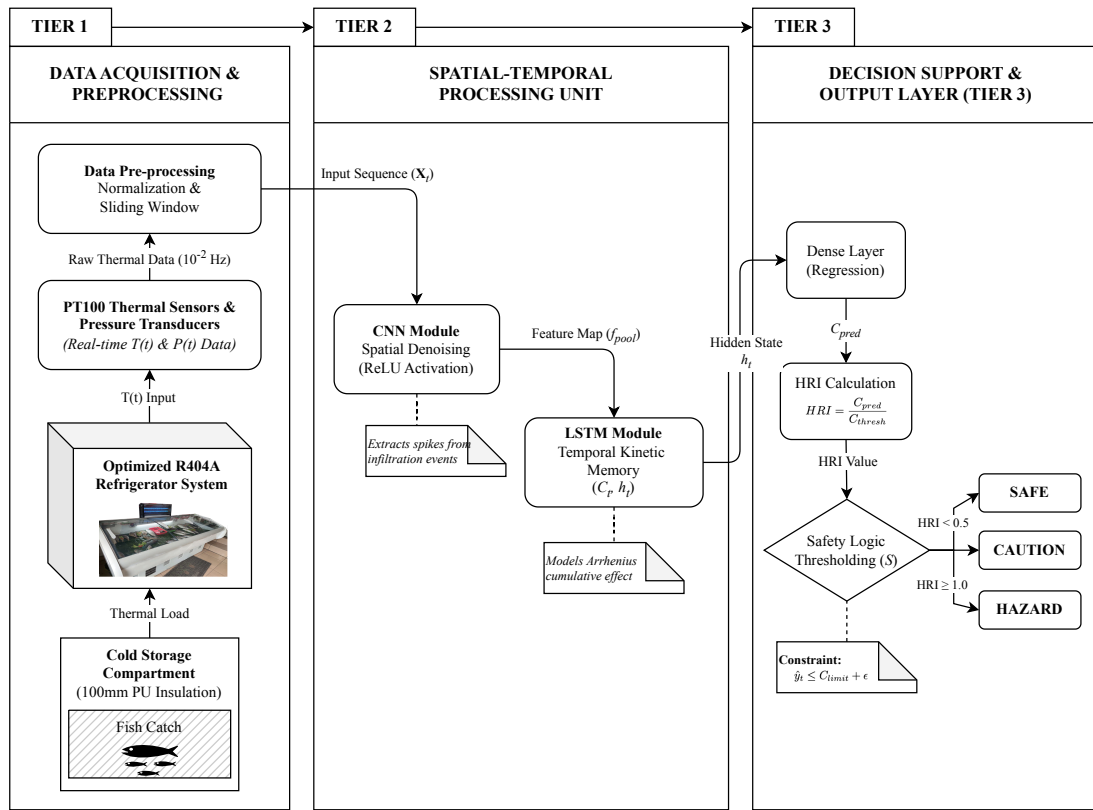 TIER 1
DATA ACQUISITION &
PREPROCESSING
Data Pre-processing
Normalization &
Sliding Window
Raw Thermal Data (10⁻² Hz)
PT100 Thermal Sensors &
Pressure Transducers
(Real-time T(t) & P(t) Data)
T(t) Input
Optimized R404A
Refrigerator System
Thermal Load
Cold Storage
Compartment
(100mm PU Insulation)
Fish Catch
TIER 2
SPATIAL-TEMPORAL
PROCESSING UNIT
Input Sequence (Xₜ)
CNN Module
Spatial Denoising
(ReLU Activation)
Extracts spikes from
infiltration events
Feature Map (f_pool)
LSTM Module
Temporal Kinetic
Memory
(Cₜ, hₜ)
Models Arrhenius
cumulative effect
Hidden State
hₜ
TIER 3
DECISION SUPPORT &
OUTPUT LAYER (TIER 3)
Dense Layer
(Regression)
C_pred
HRI Calculation
HRI = C_pred / C_thresh
HRI Value
Safety Logic
Thresholding (S)
HRI < 0.5
HRI ≥ 1.0
SAFE
CAUTION
HAZARD
Constraint:
ŷₜ ≤ C_limit + ϵ